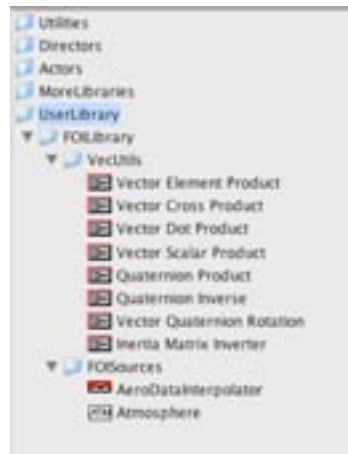 Utilities
Directors
Actors
MoreLibraries
UserLibrary
FOILibrary
VecUtils
Vector Element Product
Vector Cross Product
Vector Dot Product
Vector Scalar Product
Quaternion Product
Quaternion Inverse
Vector Quaternion Rotation
Inertia Matrix Inverter
FOISources
AeroDataInterpolator
Atmosphere